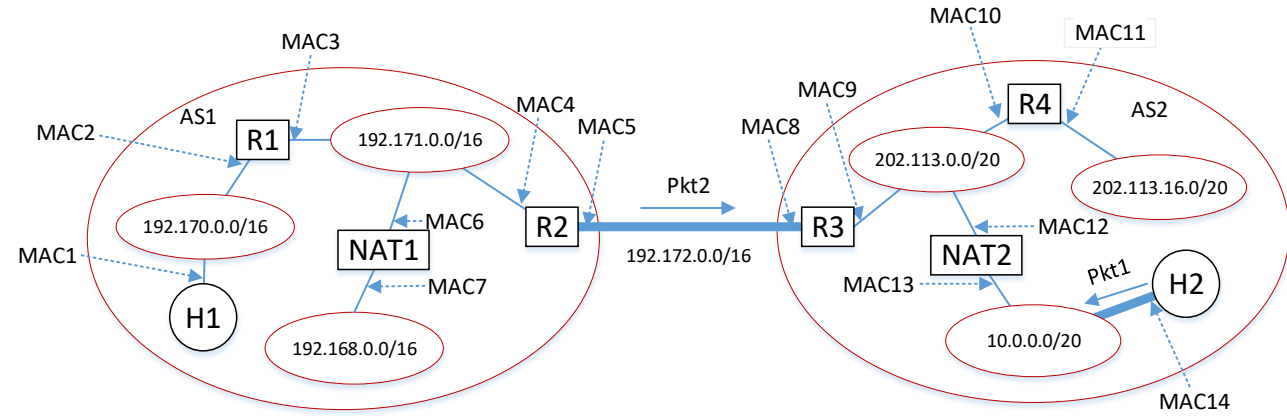 MAC3
MAC10
MAC11
MAC2
AS1
R1
MAC4
MAC5
MAC8
MAC9
R4
AS2
192.171.0.0/16
202.113.0.0/20
202.113.16.0/20
Pkt2
192.170.0.0/16
MAC6
R2
R3
MAC12
MAC1
NAT1
192.172.0.0/16
NAT2
Pkt1
MAC7
MAC13
H2
H1
192.168.0.0/16
10.0.0.0/20
MAC14